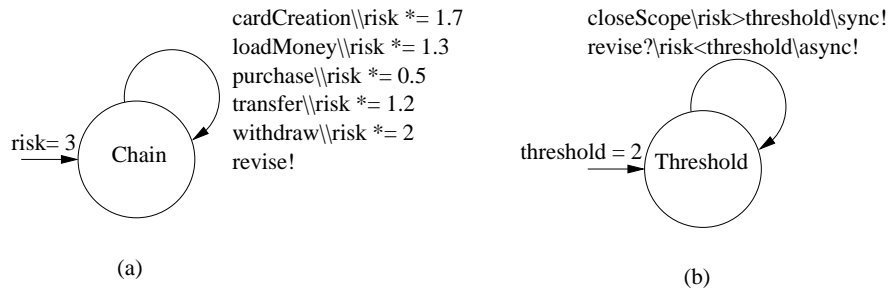 cardCreation\\risk *= 1.7
loadMoney\\risk *= 1.3
purchase\\risk *= 0.5
transfer\\risk *= 1.2
withdraw\\risk *= 2
revise!
risk= 3
Chain
(a)
closeScope\risk>threshold\sync!
revise?\risk<threshold\async!
threshold = 2
Threshold
(b)